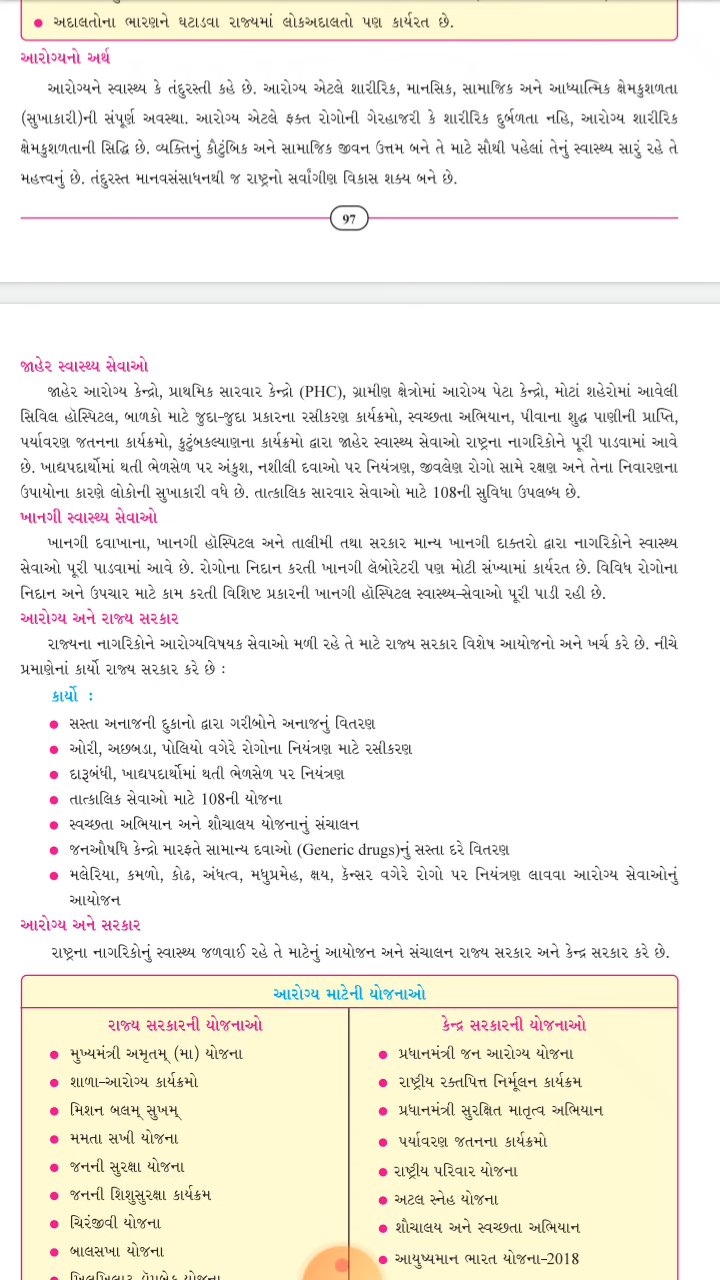 • અદાલતોના ભારણને ઘટાડવા રાજ્યમાં લોકઅદાલતો પણ કાર્યરત છે.
આરોગ્યનો અર્થ
આરોગ્યને સ્વાસ્થ્ય કે તંદુરસ્તી કહે છે. આરોગ્ય એટલે શારીરિક, માનસિક, સામાજિક અને આધ્યાત્મિક ક્ષેમકુશળતા
(સુખાકારી)ની સંપૂર્ણ અવસ્થા. આરોગ્ય એટલે ફક્ત રોગોની ગેરહાજરી કે શારીરિક દુર્બળતા નહિ, આરોગ્ય શારીરિક
ક્ષેમકુશળતાની સિદ્ધિ છે. વ્યક્તિનું કૌટુંબિક અને સામાજિક જીવન ઉત્તમ બને તે માટે સૌથી પહેલાં તેનું સ્વાસ્થ્ય સારું રહે તે
મહત્ત્વનું છે. તંદુરસ્ત માનવસંસાધનથી જ રાષ્ટ્રનો સર્વાંગીણ વિકાસ શક્ય બને છે.
97
જાહેર સ્વાસ્થ્ય સેવાઓ
જાહેર આરોગ્ય કેન્દ્રો, પ્રાથમિક સારવાર કેન્દ્રો (PHC), ગ્રામીણ ક્ષેત્રોમાં આરોગ્ય પેટા કેન્દ્રો, મોટાં શહેરોમાં આવેલી
સિવિલ હૉસ્પિટલ, બાળકો માટે જુદા-જુદા પ્રકારના રસીકરણ કાર્યક્રમો, સ્વચ્છતા અભિયાન, પીવાના શુદ્ધ પાણીની પ્રાપ્તિ,
પર્યાવરણ જતનના કાર્યક્રમો, કુટુંબકલ્યાણના કાર્યક્રમો દ્વારા જાહેર સ્વાસ્થ્ય સેવાઓ રાષ્ટ્રના નાગરિકોને પૂરી પાડવામાં આવે
છે. ખાદ્યપદાર્થોમાં થતી ભેળસેળ પર અંકુશ, નશીલી દવાઓ પર નિયંત્રણ, જીવલેણ રોગો સામે રક્ષણ અને તેના નિવારણના
ઉપાયોના કારણે લોકોની સુખાકારી વધે છે. તાત્કાલિક સારવાર સેવાઓ માટે 108ની સુવિધા ઉપલબ્ધ છે.
ખાનગી સ્વાસ્થ્ય સેવાઓ
ખાનગી દવાખાના, ખાનગી હૉસ્પિટલ અને તાલીમી તથા સરકાર માન્ય ખાનગી દાક્તરો દ્વારા નાગરિકોને સ્વાસ્થ્ય
સેવાઓ પૂરી પાડવામાં આવે છે. રોગોના નિદાન કરતી ખાનગી લૅબોરેટરી પણ મોટી સંખ્યામાં કાર્યરત છે. વિવિધ રોગોના
નિદાન અને ઉપચાર માટે કામ કરતી વિશિષ્ટ પ્રકારની ખાનગી હૉસ્પિટલ સ્વાસ્થ્ય-સેવાઓ પૂરી પાડી રહી છે.
આરોગ્ય અને રાજ્ય સરકાર
રાજ્યના નાગરિકોને આરોગ્યવિષયક સેવાઓ મળી રહે તે માટે રાજ્ય સરકાર વિશેષ આયોજનો અને ખર્ચ કરે છે. નીચે
પ્રમાણેનાં કાર્યો રાજ્ય સરકાર કરે છે :
કાર્યો :
• સસ્તા અનાજની દુકાનો દ્વારા ગરીબોને અનાજનું વિતરણ
• ઓરી, અછબડા, પોલિયો વગેરે રોગોના નિયંત્રણ માટે રસીકરણ
• દારૂબંધી, ખાદ્યપદાર્થોમાં થતી ભેળસેળ પર નિયંત્રણ
• તાત્કાલિક સેવાઓ માટે 108ની યોજના
• સ્વચ્છતા અભિયાન અને શૌચાલય યોજનાનું સંચાલન
• જનઔષધિ કેન્દ્રો મારફતે સામાન્ય દવાઓ (Generic drugs)નું સસ્તા દરે વિતરણ
• મલેરિયા, કમળો, કોઢ, અંધત્વ, મધુપ્રમેહ, ક્ષય, કૅન્સર વગેરે રોગો પર નિયંત્રણ લાવવા આરોગ્ય સેવાઓનું
આયોજન
આરોગ્ય અને સરકાર
રાષ્ટ્રના નાગરિકોનું સ્વાસ્થ્ય જળવાઈ રહે તે માટેનું આયોજન અને સંચાલન રાજ્ય સરકાર અને કેન્દ્ર સરકાર કરે છે.
આરોગ્ય માટેની યોજનાઓ
રાજ્ય સરકારની યોજનાઓ
• મુખ્યમંત્રી અમૃતમ્ (મા) યોજના
• શાળા-આરોગ્ય કાર્યક્રમો
• મિશન બલમ્ સુખમ્
• મમતા સખી યોજના
• જનની સુરક્ષા યોજના
• જનની શિશુસુરક્ષા કાર્યક્રમ
• ચિરંજીવી યોજના
• બાલસખા યોજના
કેન્દ્ર સરકારની યોજનાઓ
• પ્રધાનમંત્રી જન આરોગ્ય યોજના
• રાષ્ટ્રીય રક્તપિત્ત નિર્મૂલન કાર્યક્રમ
• પ્રધાનમંત્રી સુરક્ષિત માતૃત્વ અભિયાન
• પર્યાવરણ જતનના કાર્યક્રમો
• રાષ્ટ્રીય પરિવાર યોજના
• અટલ સ્નેહ યોજના
• શૌચાલય અને સ્વચ્છતા અભિયાન
• આયુષ્યમાન ભારત યોજના-2018